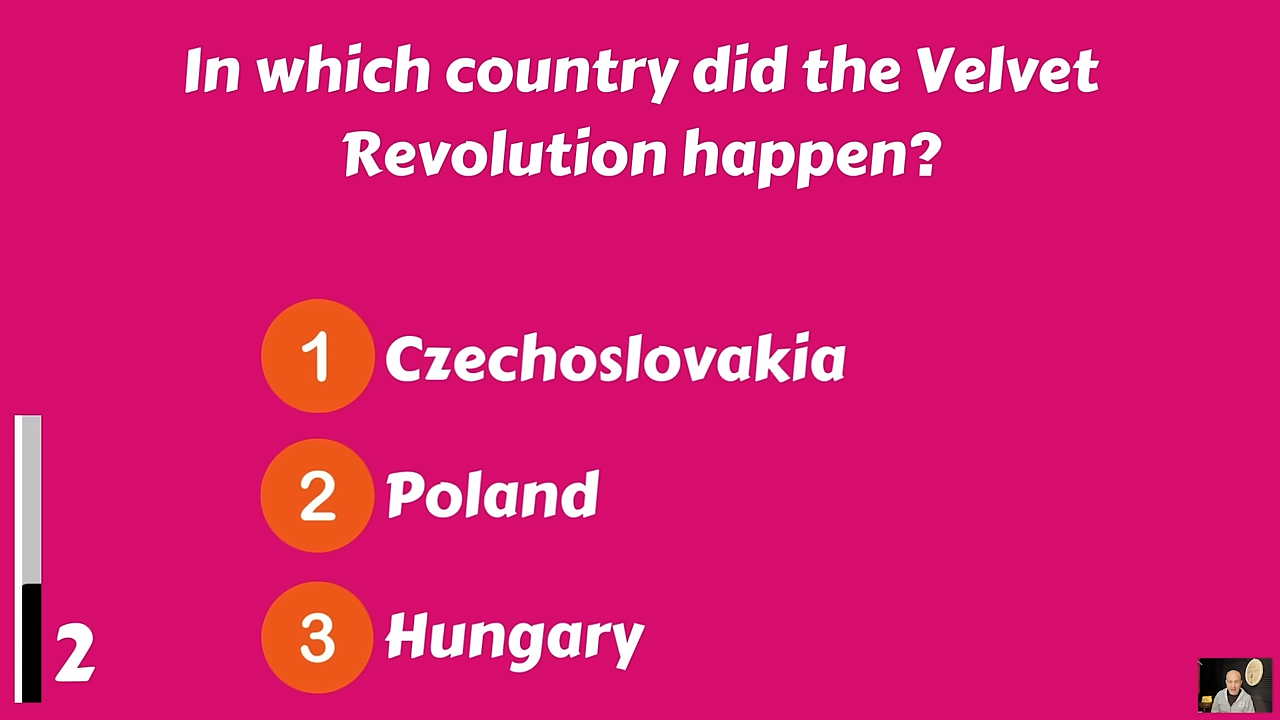 In which country did the Velvet
Revolution happen?
1 Czechoslovakia
2 Poland
3 Hungary
2